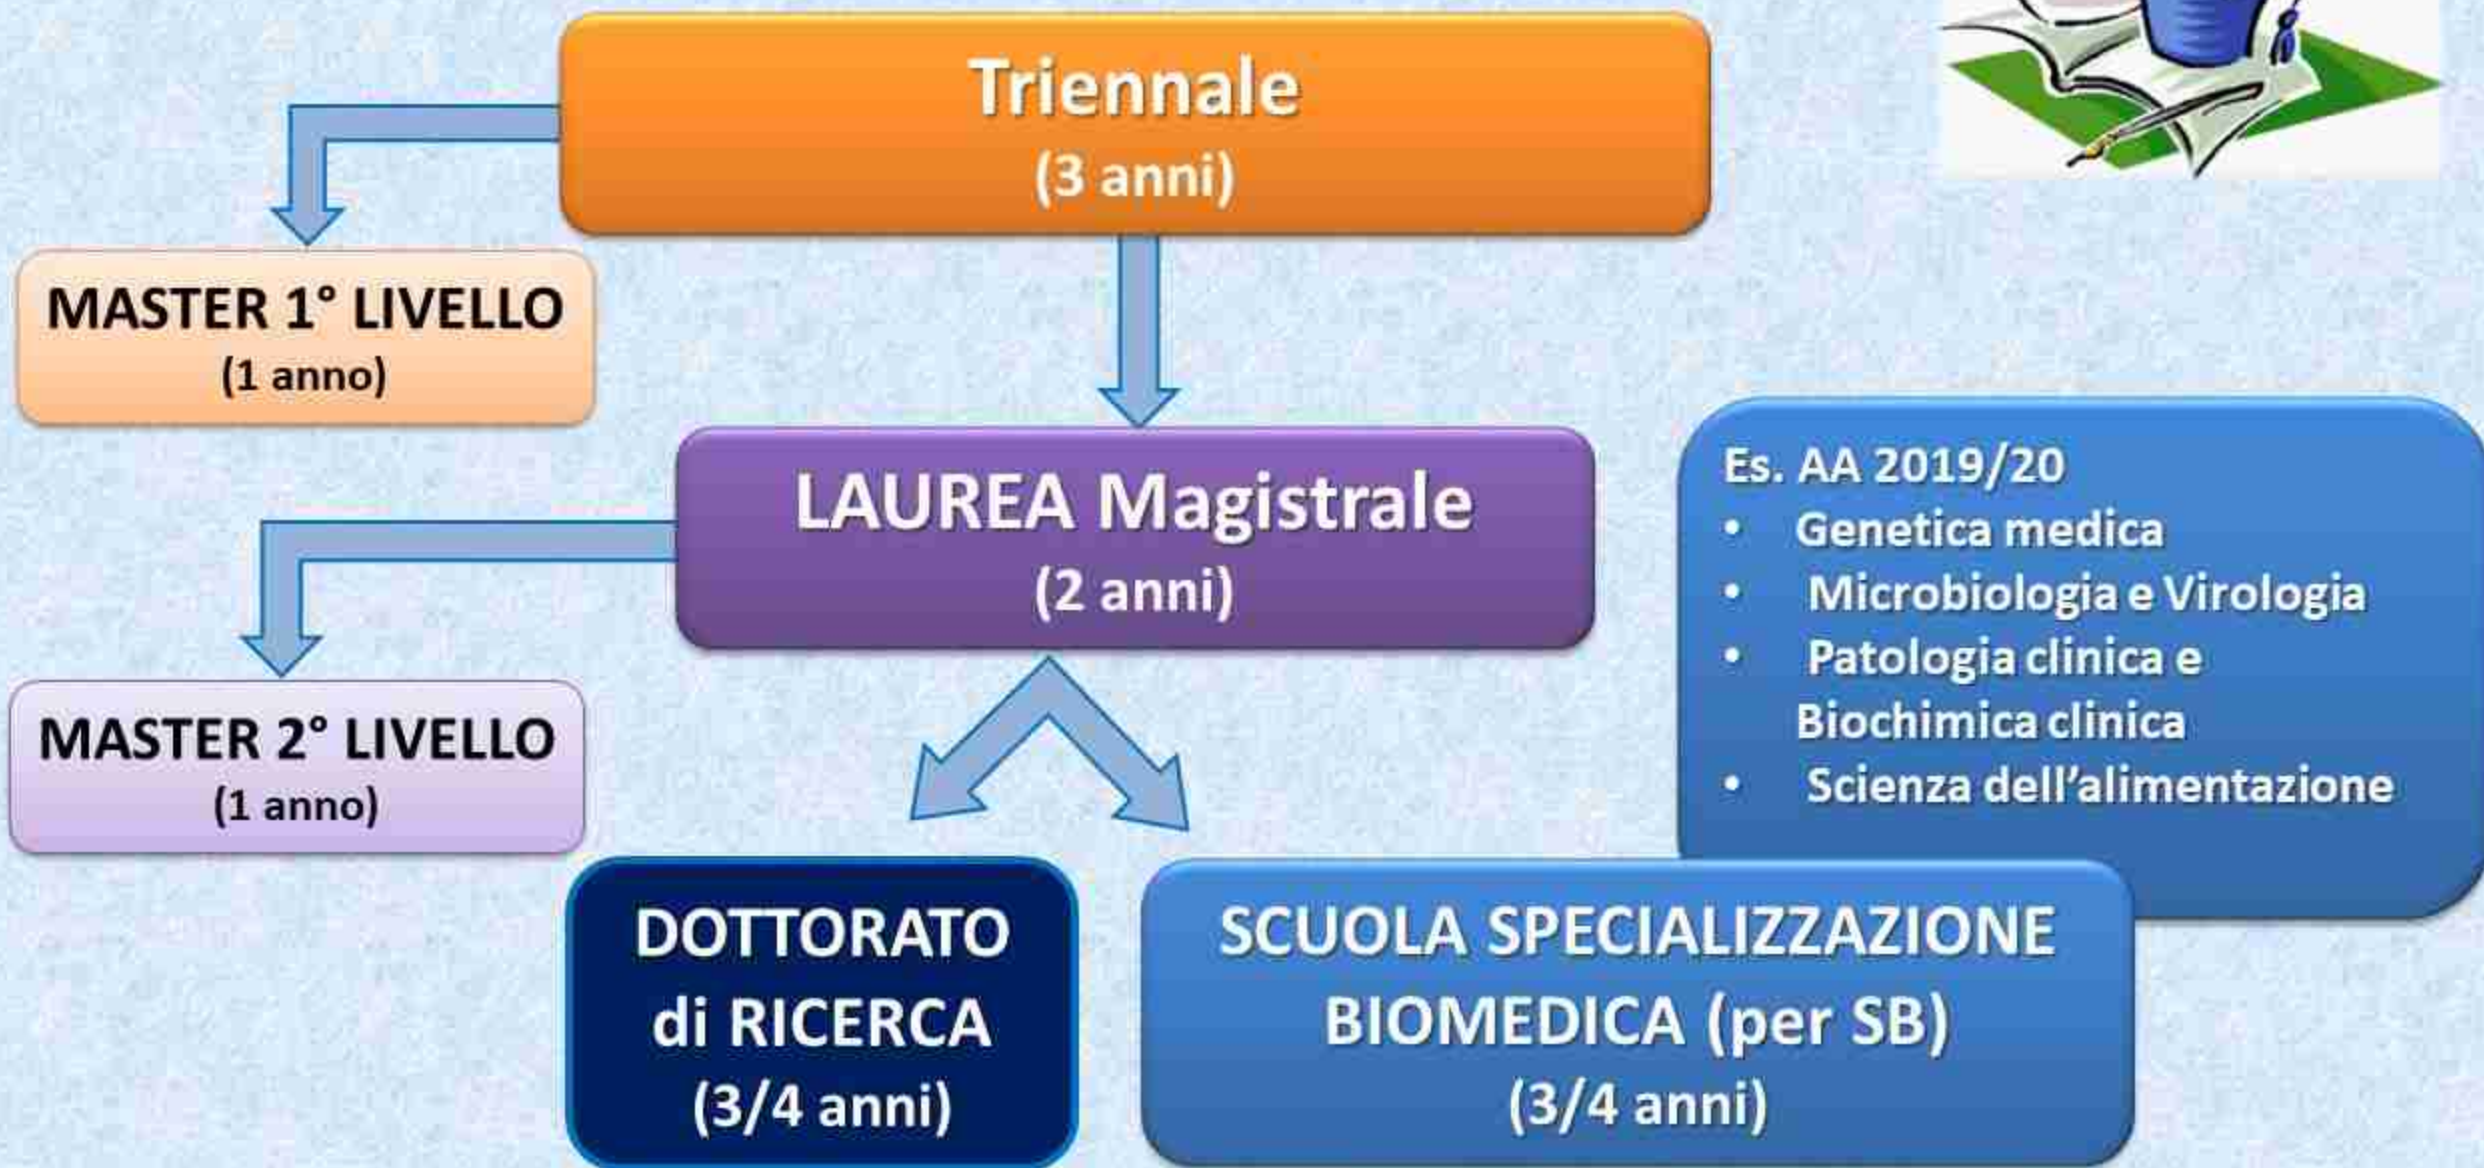 Triennale
(3 anni)
MASTER 1° LIVELLO
(1 anno)
LAUREA Magistrale
(2 anni)
Es. AA 2019/20
• Genetica medica
• Microbiologia e Virologia
• Patologia clinica e
Biochimica clinica
• Scienza dell’alimentazione
MASTER 2° LIVELLO
(1 anno)
DOTTORATO
di RICERCA
(3/4 anni)
SCUOLA SPECIALIZZAZIONE
BIOMEDICA (per SB)
(3/4 anni)